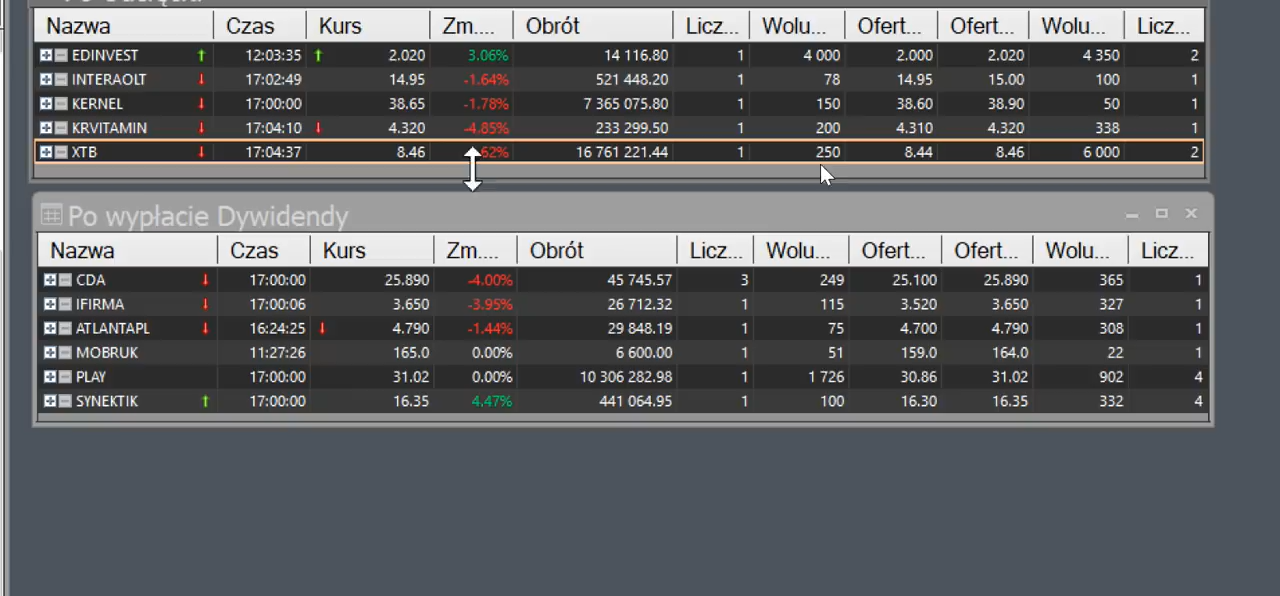 Nazwa Czas Kurs Zm.... Obrót Licz... Wolu... Ofert... Ofert... Wolu... Licz...
EDINVEST 12:03:35 2.020 3.06% 14 116.80 1 4 000 2.000 2.020 4 350 2
INTERAOLT 17:02:49 14.95 -1.64% 521 448.20 1 78 14.95 15.00 100 1
KERNEL 17:00:00 38.65 -1.78% 7 365 075.80 1 150 38.60 38.90 50 1
KRVITAMIN 17:04:10 4.320 -4.85% 233 299.50 1 200 4.310 4.320 338 1
XTB 17:04:37 8.46 62% 16 761 221.44 1 250 8.44 8.46 6 000 2
Po wypłacie Dywidendy
Nazwa Czas Kurs Zm.... Obrót Licz... Wolu... Ofert... Ofert... Wolu... Licz...
CDA 17:00:00 25.890 -4.00% 45 745.57 3 249 25.100 25.890 365 1
IFIRMA 17:00:06 3.650 -3.95% 26 712.32 1 115 3.520 3.650 327 1
ATLANTAPL 16:24:25 4.790 -1.44% 29 848.19 1 75 4.700 4.790 308 1
MOBRUK 11:27:26 165.0 0.00% 6 600.00 1 51 159.0 164.0 22 1
PLAY 17:00:00 31.02 0.00% 10 306 282.98 1 1 726 30.86 31.02 902 4
SYNEKTIK 17:00:00 16.35 4.47% 441 064.95 1 100 16.30 16.35 332 4